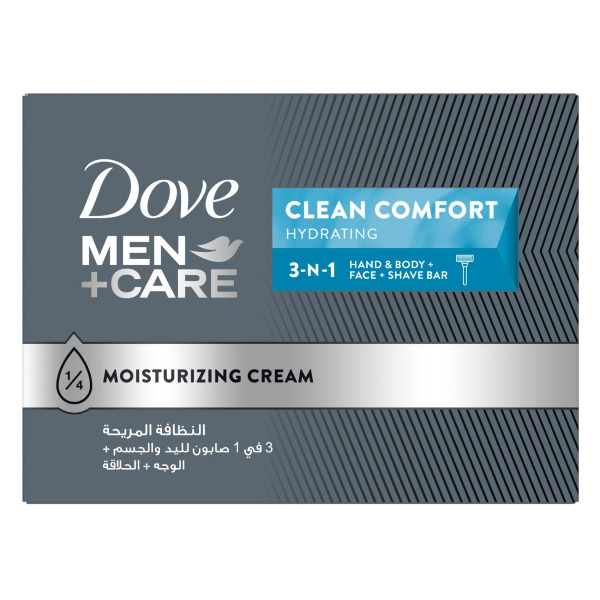 Dove
MEN
+CARE
CLEAN COMFORT
HYDRATING
3-N-1
HAND & BODY +
FACE + SHAVE BAR
1/4
MOISTURIZING CREAM
النظافة المريحة
3 في 1 صابون لليد والجسم +
الوجه + الحلاقة